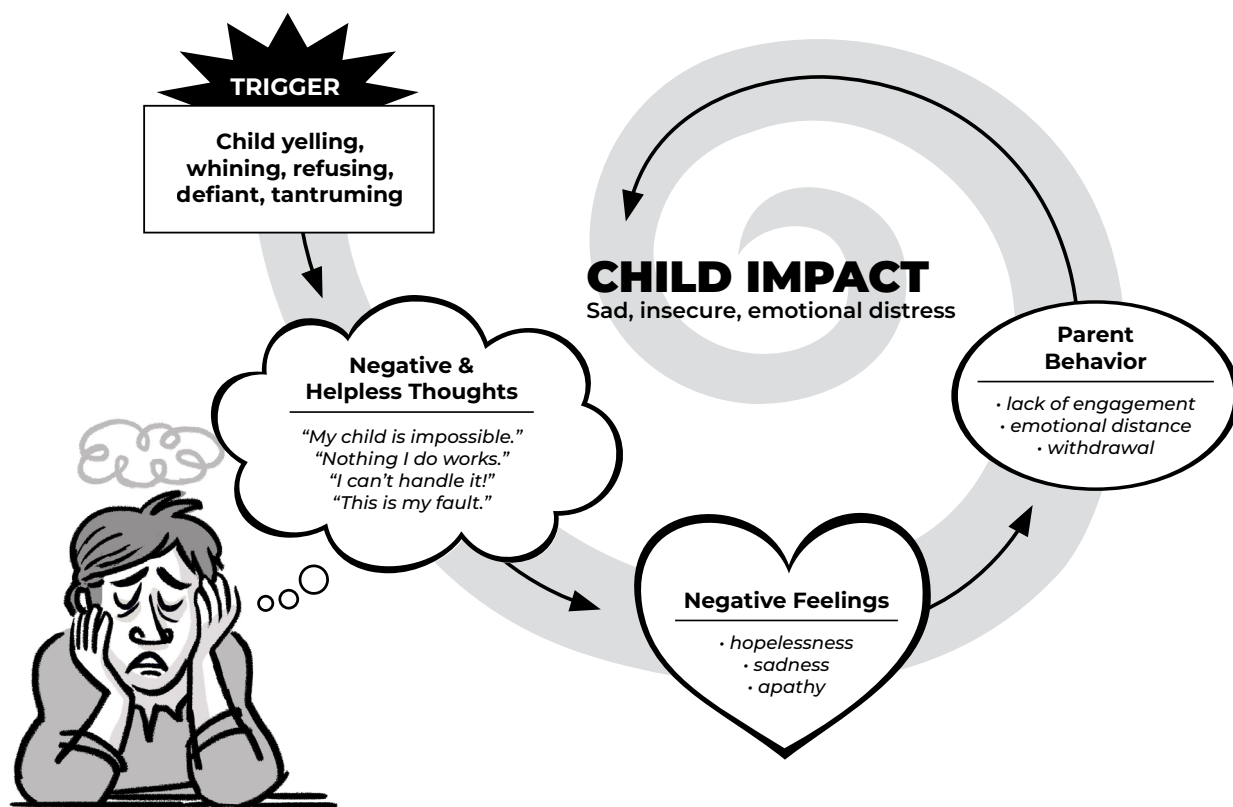 TRIGGER
Child yelling,
whining, refusing,
defiant, tantruming
Negative &
Helpless Thoughts
“My child is impossible.”
“Nothing I do works.”
“I can’t handle it!”
“This is my fault.”
Negative Feelings
• hopelessness
• sadness
• apathy
Parent
Behavior
• lack of engagement
• emotional distance
• withdrawal
CHILD IMPACT
Sad, insecure, emotional distress